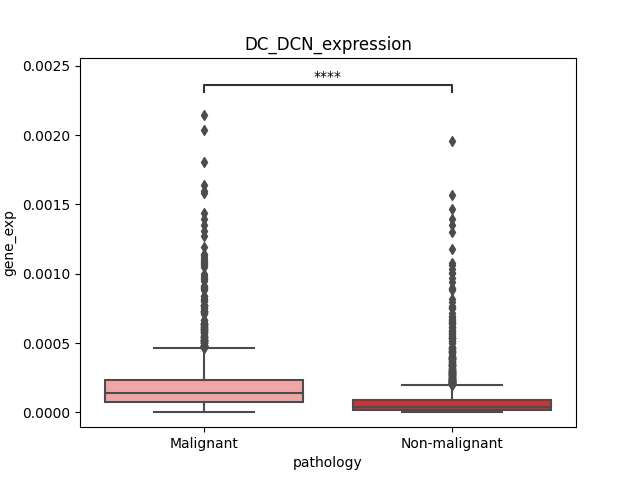 DC_DCN_expression
****
0.0025
0.0020
0.0015
0.0010
0.0005
0.0000
gene_exp
Malignant
Non-malignant
pathology